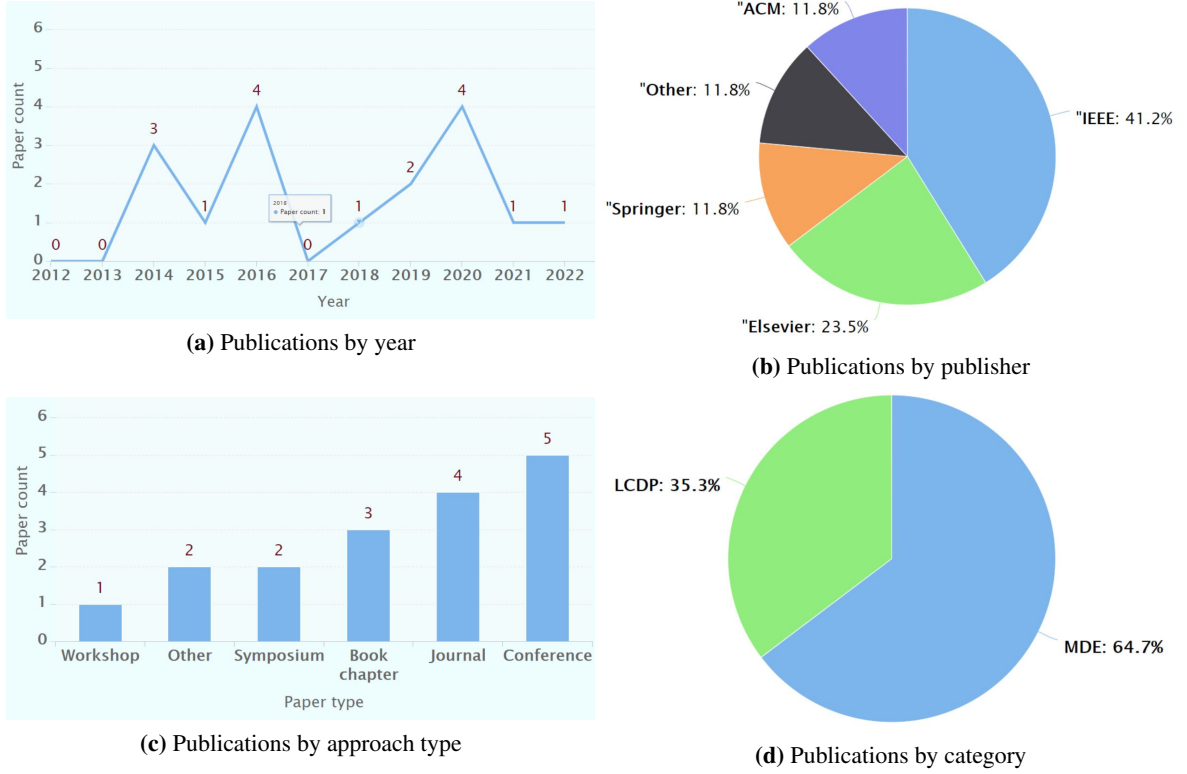 6
5
4
3
2
1
0
Paper count
0
0
3
1
4
0
1
2
4
1
1
2018
Paper count: 1
2012 2013 2014 2015 2016 2017 2018 2019 2020 2021 2022
Year
(a) Publications by year
"ACM: 11.8%
"Other: 11.8%
"IEEE: 41.2%
"Springer: 11.8%
"Elsevier: 23.5%
(b) Publications by publisher
6
5
4
3
2
1
0
Paper count
1
2
2
3
4
5
Workshop Other Symposium Book chapter Journal Conference
Paper type
(c) Publications by approach type
LCDP: 35.3%
MDE: 64.7%
(d) Publications by category